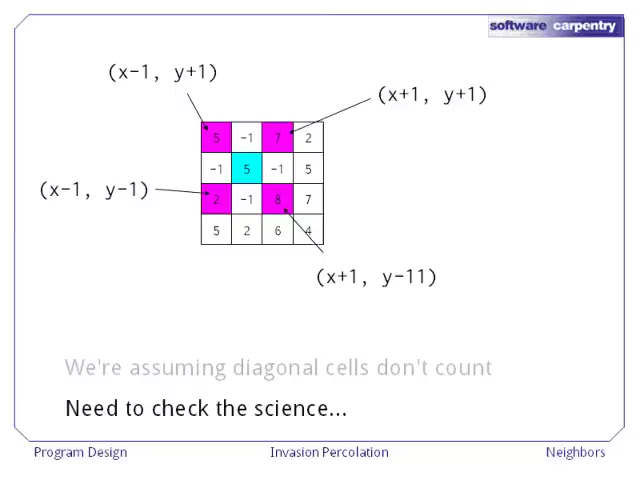 software carpentry
(x-1, y+1)
(x+1, y+1)
5 -1 7 2
-1 5 -1 5
(x-1, y-1)
2 -1 8 7
5 2 6 4
(x+1, y-11)
We're assuming diagonal cells don't count
Need to check the science...
Program Design Invasion Percolation Neighbors